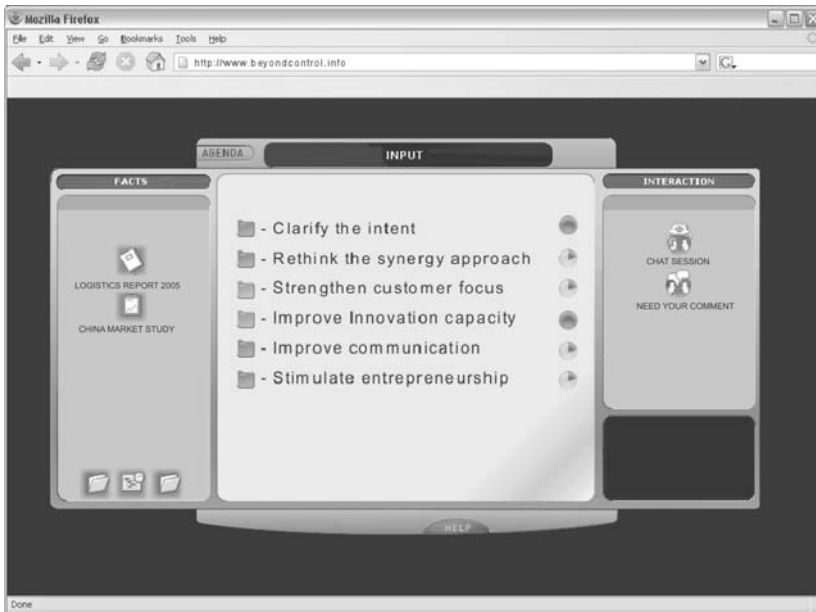 Mozilla Firefox
File Edit View Go Bookmarks Tools Help
http://www.beyondcontrol.info
G
AGENDA
INPUT
FACTS
INTERACTION
- Clarify the intent
- Rethink the synergy approach
- Strengthen customer focus
- Improve Innovation capacity
- Improve communication
- Stimulate entrepreneurship
LOGISTICS REPORT 2005
CHINA MARKET STUDY
CHAT SESSION
NEED YOUR COMMENT
HELP
Done